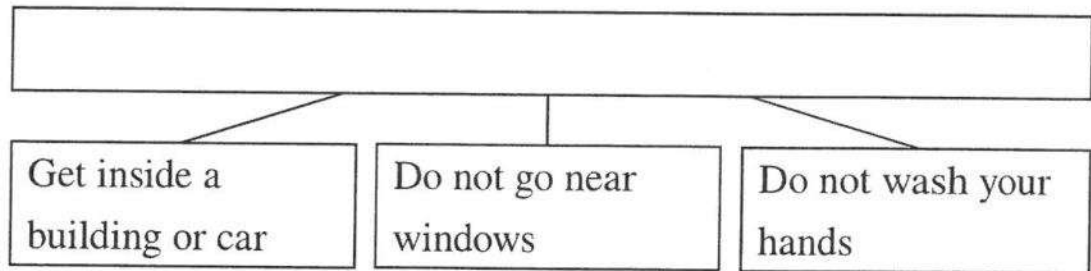 Get inside a
building or car
Do not go near
windows
Do not wash your
hands